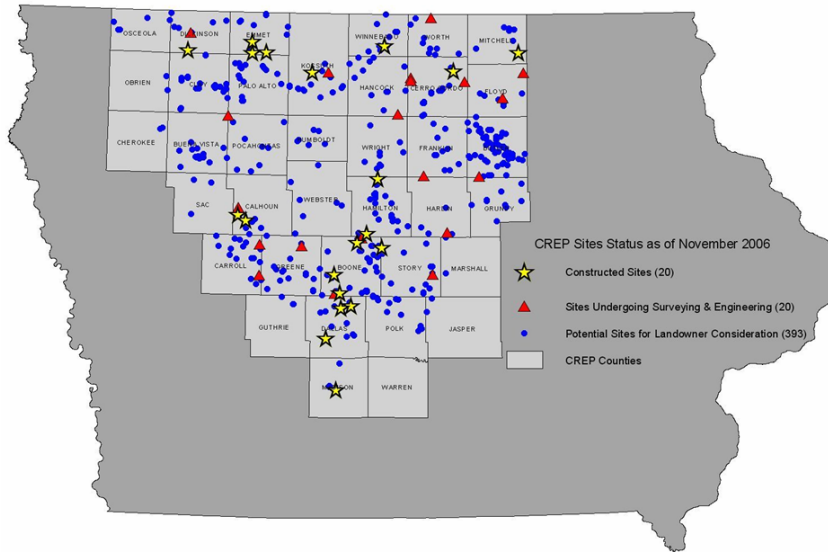 OSCEOLA
DICKINSON
EMMET
WINNEBAGO
WORTH
MITCHELL
KOSSUTH
OBRIEN
CLAY
PALO ALTO
HANCOCK
CERRO GORDO
FLOYD
CHEROKEE
BUENA VISTA
POCAHONTAS
HUMBOLDT
WRIGHT
FRANKLIN
SAC
CALHOUN
WEBSTER
HAMILTON
HARDIN
GRUNDY
CREP Sites Status as of November 2006
CARROLL
GREENE
BOONE
STORY
MARSHALL
Constructed Sites (20)
Sites Undergoing Surveying & Engineering (20)
GUTHRIE
DALLAS
POLK
JASPER
Potential Sites for Landowner Consideration (393)
CREP Counties
MADISON
WARREN